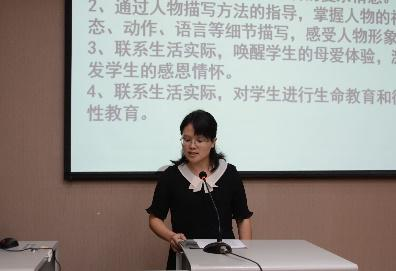 2、通过人物描写方法的指导，掌握人物的神
态、动作、语言等细节描写，感受人物形象
3、联系生活实际，唤醒学生的母爱体验，激
发学生的感恩情怀。
4、联系生活实际，对学生进行生命教育和
性教育。